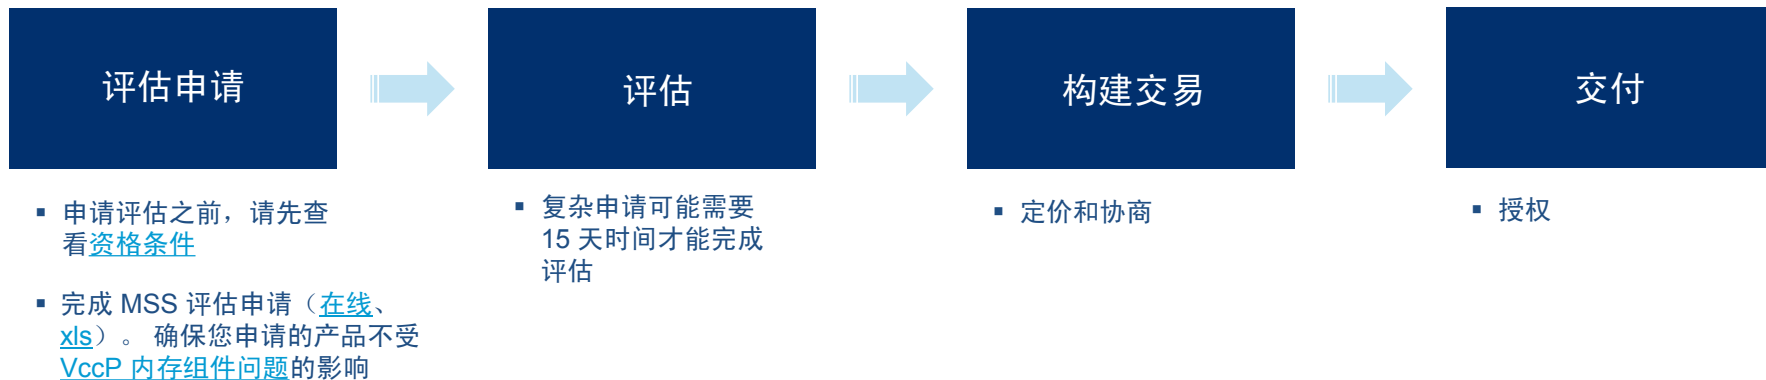 评估申请
评估
构建交易
交付
▪ 申请评估之前，请先查
看资格条件
▪ 完成 MSS 评估申请（在线、
xls）。 确保您申请的产品不受
VccP 内存组件问题的影响
▪ 复杂申请可能需要
15 天时间才能完成
评估
▪ 定价和协商
▪ 授权